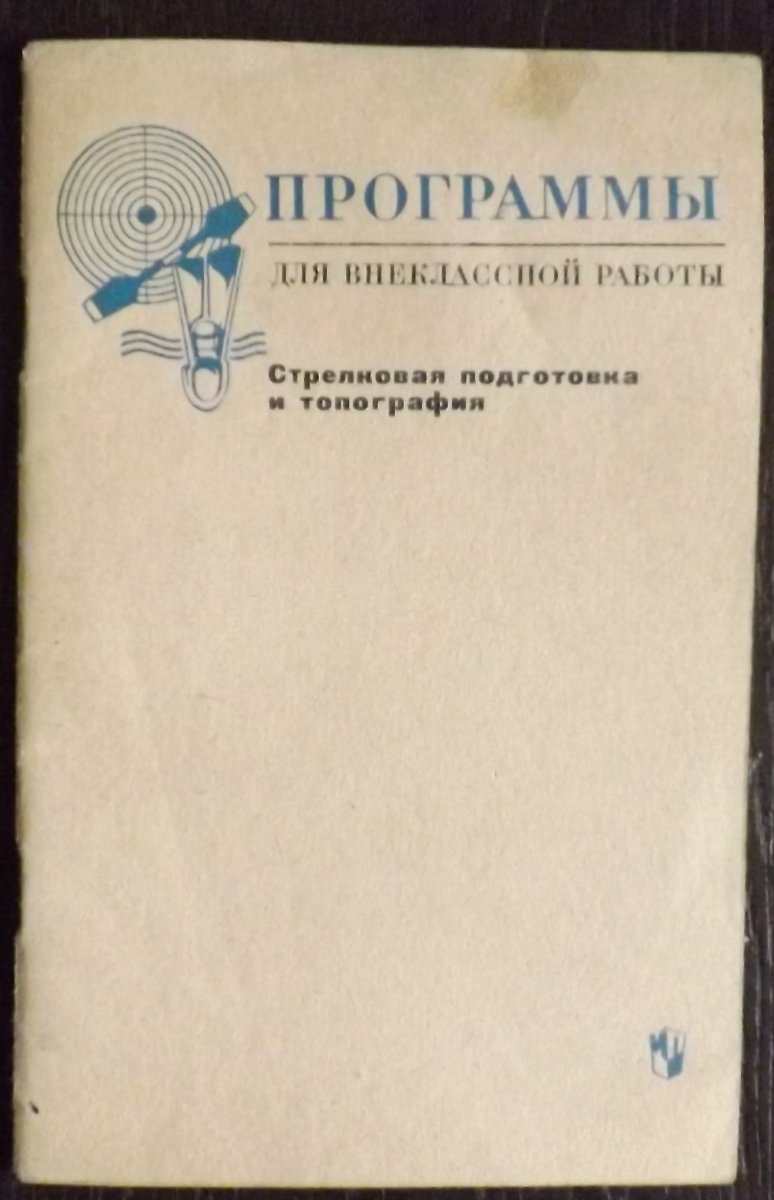 ПРОГРАММЫ
ДЛЯ ВНЕКЛАССНОЙ РАБОТЫ
Стрелковая подготовка
и топография